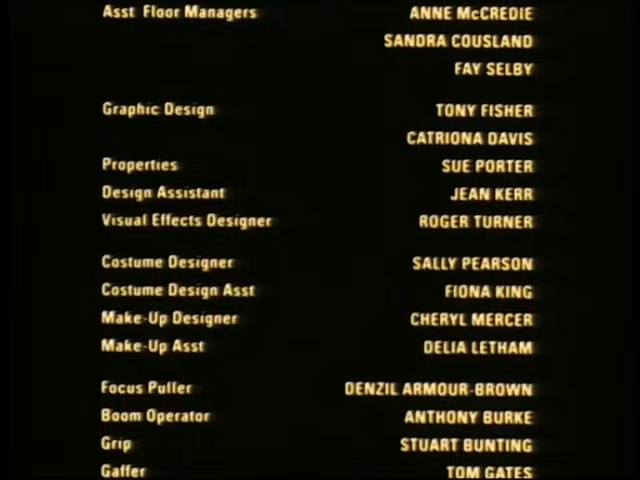 Asst Floor Managers ANNE McCREDIE
SANDRA COUSLAND
FAY SELBY
Graphic Design TONY FISHER
CATRIONA DAVIS
Properties SUE PORTER
Design Assistant JEAN KERR
Visual Effects Designer ROGER TURNER
Costume Designer SALLY PEARSON
Costume Design Asst FIONA KING
Make-Up Designer CHERYL MERCER
Make-Up Asst DELIA LETHAM
Focus Puller DENZIL ARMOUR-BROWN
Boom Operator ANTHONY BURKE
Grip STUART BUNTING
Gaffer TOM GATES